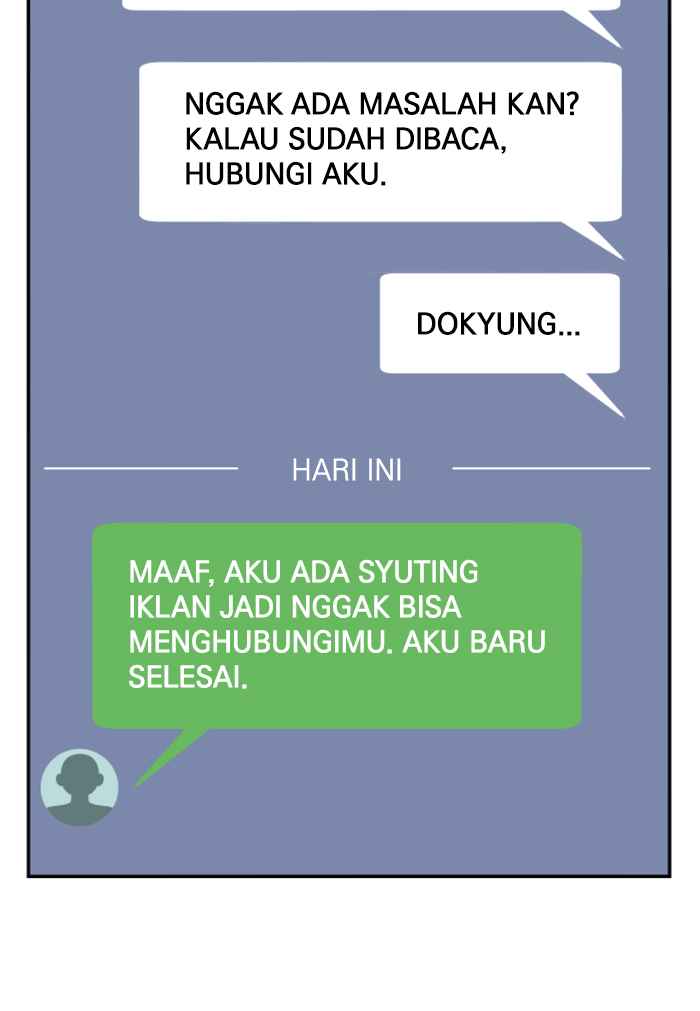 NGGAK ADA MASALAH KAN?
KALAU SUDAH DIBACA,
HUBUNGI AKU.
DOKYUNG...
HARI INI
MAAF, AKU ADA SYUTING
IKLAN JADI NGGAK BISA
MENGHUBUNGIMU. AKU BARU
SELESAI.